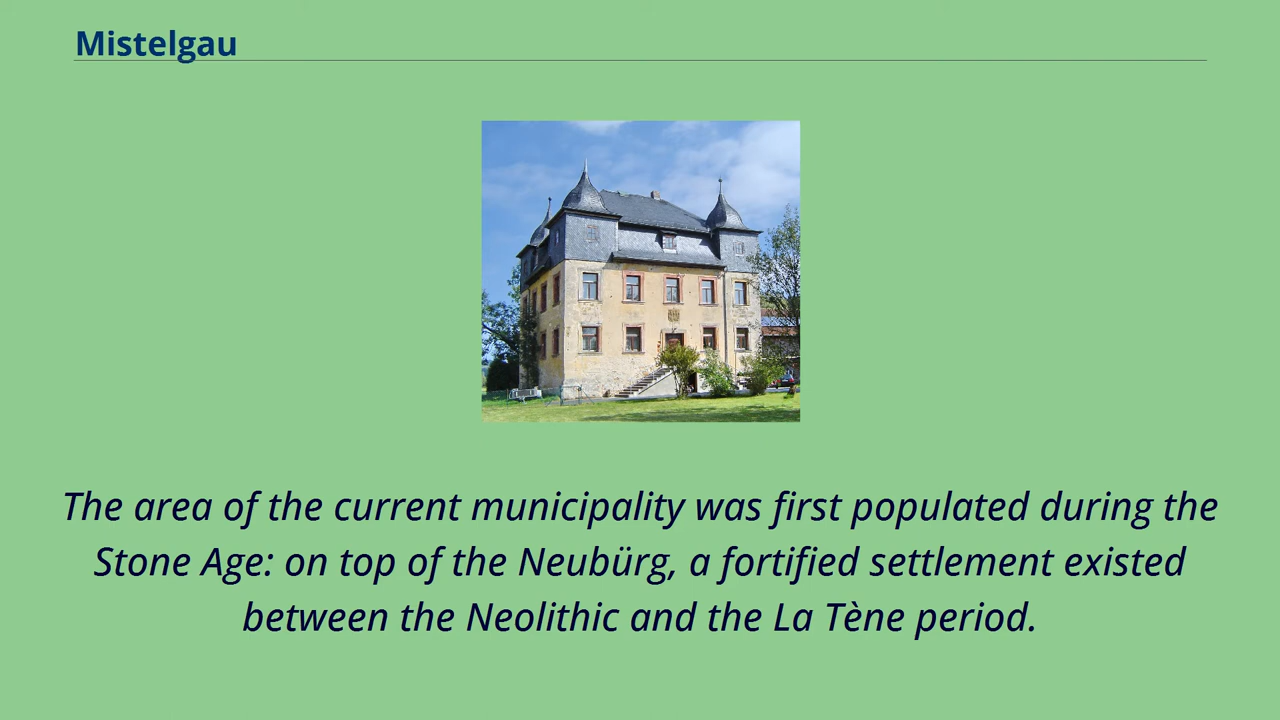 Mistelgau
The area of the current municipality was first populated during the
Stone Age: on top of the Neubürg, a fortified settlement existed
between the Neolithic and the La Tène period.